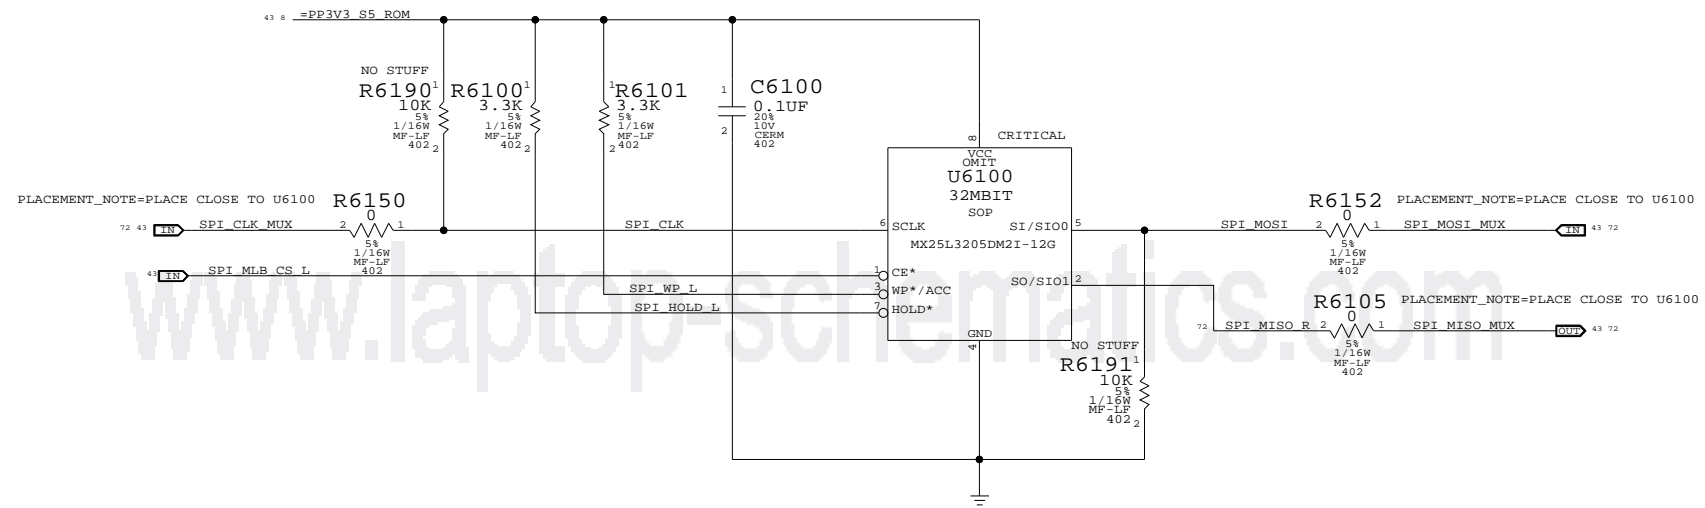 43 8 =PP3V3_S5_ROM
NO STUFF
R6190 1
10K
5%
1/16W
MF-LF
402 2
R6100 1
3.3K
5%
1/16W
MF-LF
402 2
1 R6101
3.3K
5%
1/16W
MF-LF
2 402
1 C6100
0.1UF
20%
10V
2 CERM
402
8 CRITICAL
VCC
OMIT
U6100
32MBIT
SOP
MX25L3205DM2I-12G
6 SCLK
1 CE*
3 WP*/ACC
7 HOLD*
SI/SIO0 5
SO/SIO1 2
GND
4
PLACEMENT_NOTE=PLACE CLOSE TO U6100
R6150
0
72 43 IN SPI_CLK_MUX 2 1 SPI_CLK
5%
1/16W
MF-LF
402
43 IN SPI_MLB_CS_L
SPI_WP_L
SPI_HOLD_L
R6152 PLACEMENT_NOTE=PLACE CLOSE TO U6100
0
SPI_MOSI 2 1 SPI_MOSI_MUX IN 43 72
5%
1/16W
MF-LF
402
R6105 PLACEMENT_NOTE=PLACE CLOSE TO U6100
0
72 SPI_MISO_R 2 1 SPI_MISO_MUX OUT 43 72
5%
1/16W
MF-LF
402
NO STUFF
R6191 1
10K
5%
1/16W
MF-LF
402 2
www.laptop-schematics.com